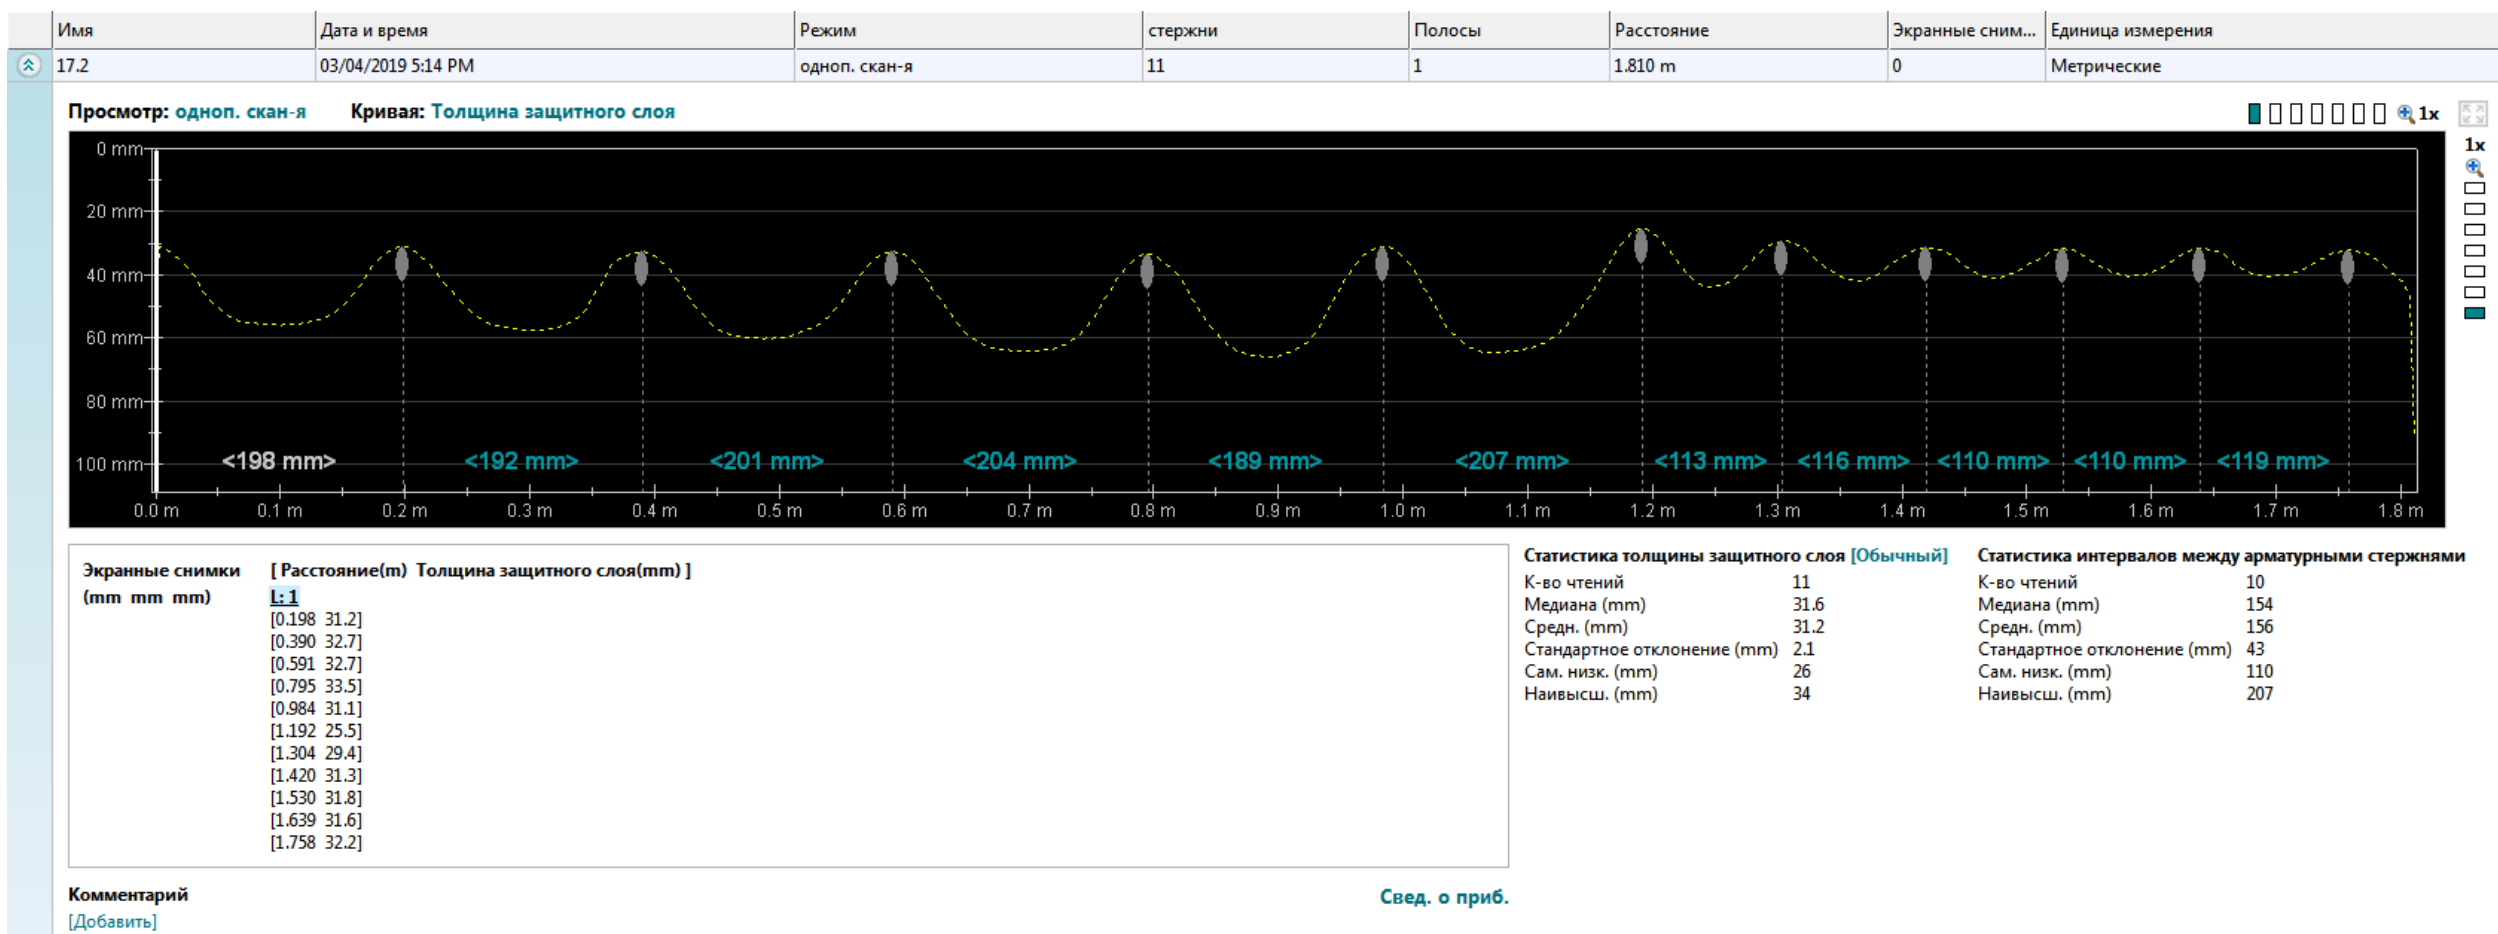 Имя Дата и время Режим стержни Полосы Расстояние Экранные сним... Единица измерения
17.2 03/04/2019 5:14 PM одноп. скан-я 11 1 1.810 m 0 Метрические
Просмотр: одноп. скан-я Кривая: Толщина защитного слоя 1x
1x
0 mm
20 mm
40 mm
60 mm
80 mm
100 mm <198 mm> <192 mm> <201 mm> <204 mm> <189 mm> <207 mm> <113 mm> <116 mm> <110 mm> <110 mm> <119 mm>
0.0 m 0.1 m 0.2 m 0.3 m 0.4 m 0.5 m 0.6 m 0.7 m 0.8 m 0.9 m 1.0 m 1.1 m 1.2 m 1.3 m 1.4 m 1.5 m 1.6 m 1.7 m 1.8 m
Экранные снимки [ Расстояние(m) Толщина защитного слоя(mm) ]
(mm mm mm) L: 1
[0.198 31.2]
[0.390 32.7]
[0.591 32.7]
[0.795 33.5]
[0.984 31.1]
[1.192 25.5]
[1.304 29.4]
[1.420 31.3]
[1.530 31.8]
[1.639 31.6]
[1.758 32.2]
Статистика толщины защитного слоя [Обычный]
К-во чтений 11
Медиана (mm) 31.6
Средн. (mm) 31.2
Стандартное отклонение (mm) 2.1
Сам. низк. (mm) 26
Наивысш. (mm) 34
Статистика интервалов между арматурными стержнями
К-во чтений 10
Медиана (mm) 154
Средн. (mm) 156
Стандартное отклонение (mm) 43
Сам. низк. (mm) 110
Наивысш. (mm) 207
Комментарий Свед. о приб.
[Добавить]